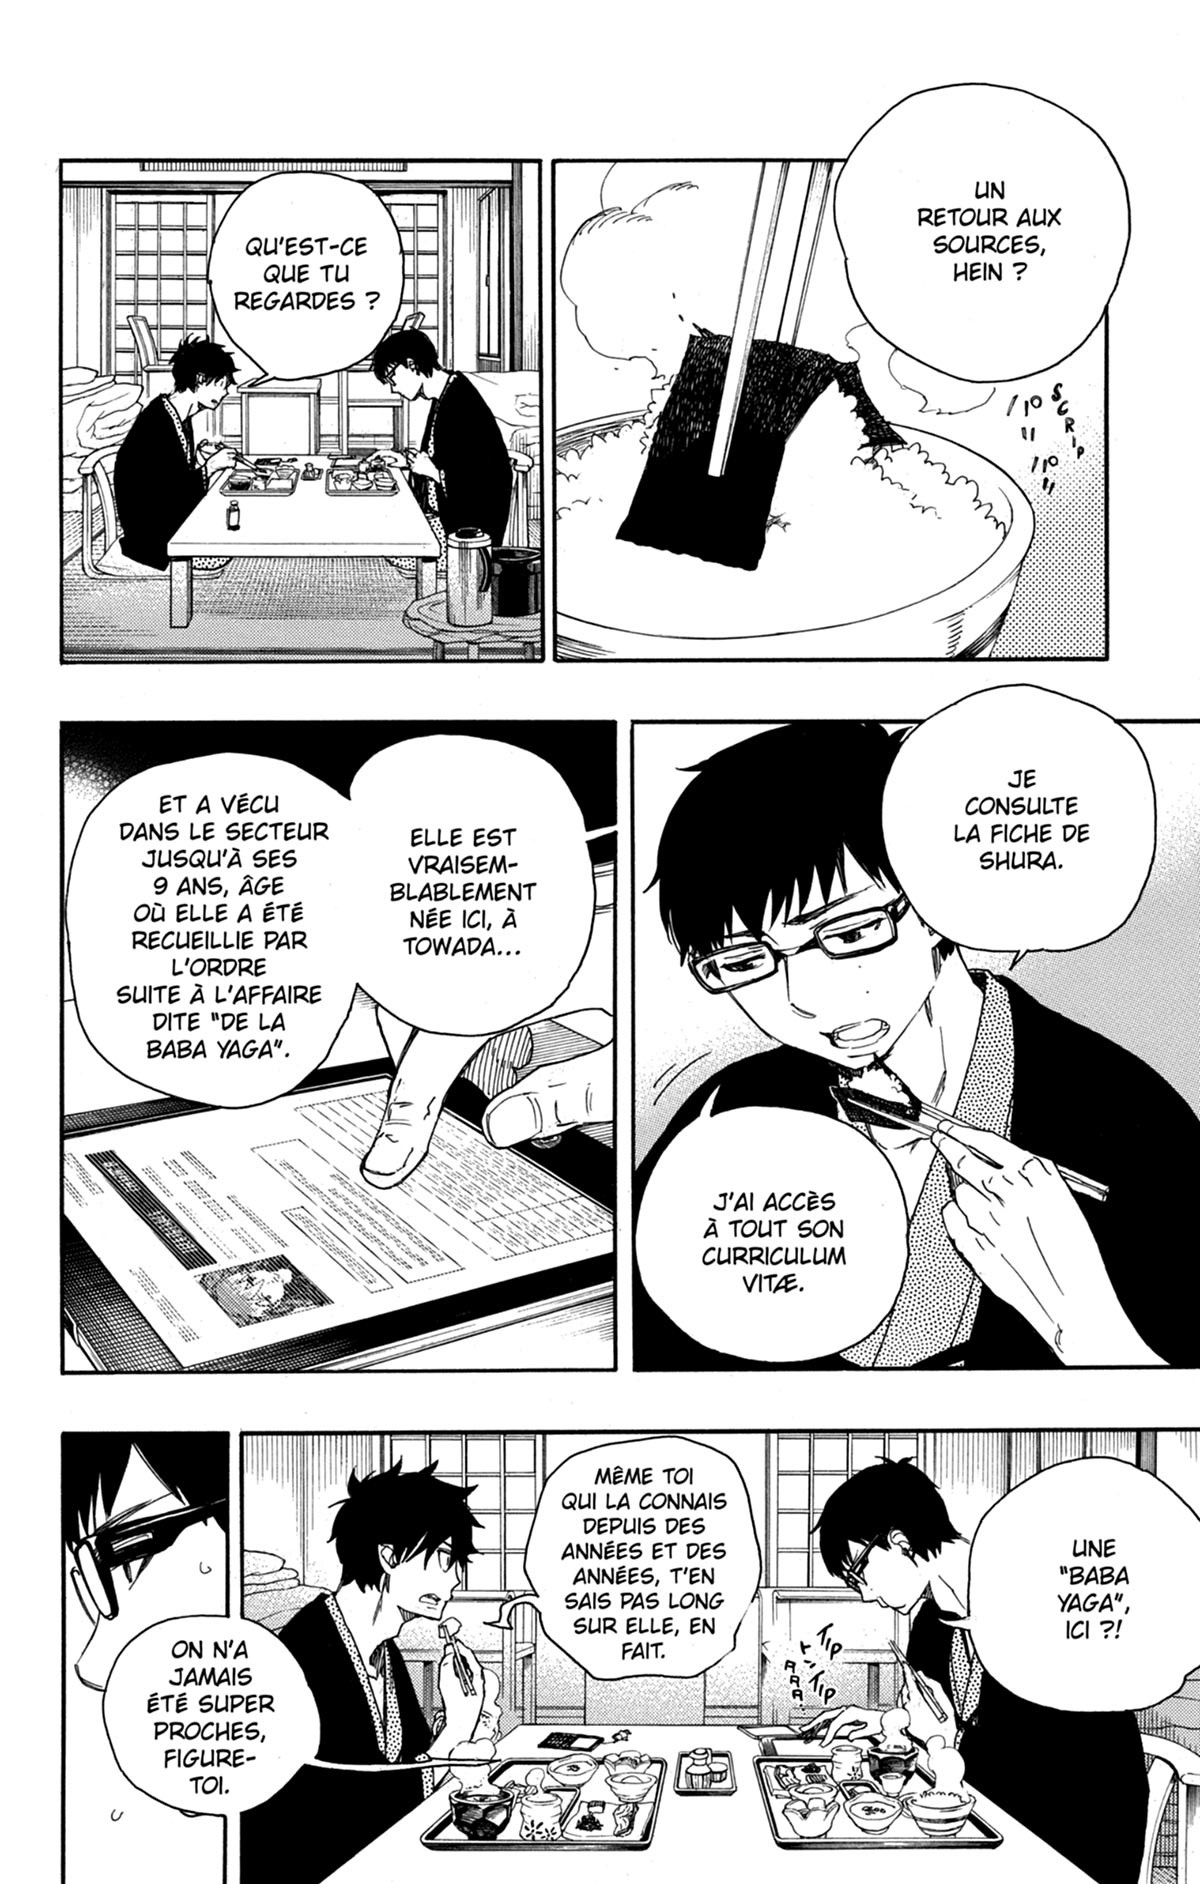 UN
RETOUR AUX
SOURCES,
HEIN ?
SCRIP
QU'EST-CE
QUE TU
REGARDES ?
JE
CONSULTE
LA FICHE DE
SHURA.
J'AI ACCÈS
À TOUT SON
CURRICULUM
VITÆ.
ELLE EST
VRAISEM-
BLABLEMENT
NÉE ICI, À
TOWADA...
ET A VÉCU
DANS LE SECTEUR
JUSQU'À SES
9 ANS, ÂGE
OÙ ELLE A ÉTÉ
RECUEILLIE PAR
L'ORDRE
SUITE À L'AFFAIRE
DITE "DE LA
BABA YAGA".
UNE
"BABA
YAGA",
ICI ?!
TIP
TIP
MÊME TOI
QUI LA CONNAIS
DEPUIS DES
ANNÉES ET DES
ANNÉES, T'EN
SAIS PAS LONG
SUR ELLE, EN
FAIT.
ON N'A
JAMAIS
ÉTÉ SUPER
PROCHES,
FIGURE-
TOI.